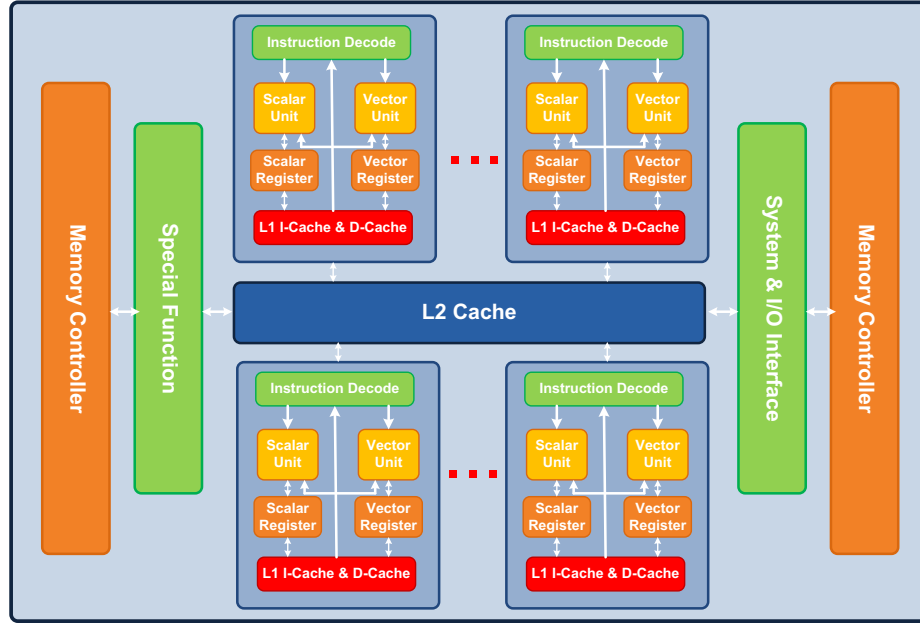 Memory Controller
Special Function
Instruction Decode
Scalar
Unit
Vector
Unit
Scalar
Register
Vector
Register
L1 I-Cache & D-Cache
Instruction Decode
Scalar
Unit
Vector
Unit
Scalar
Register
Vector
Register
L1 I-Cache & D-Cache
L2 Cache
Instruction Decode
Scalar
Unit
Vector
Unit
Scalar
Register
Vector
Register
L1 I-Cache & D-Cache
Instruction Decode
Scalar
Unit
Vector
Unit
Scalar
Register
Vector
Register
L1 I-Cache & D-Cache
System & I/O Interface
Memory Controller